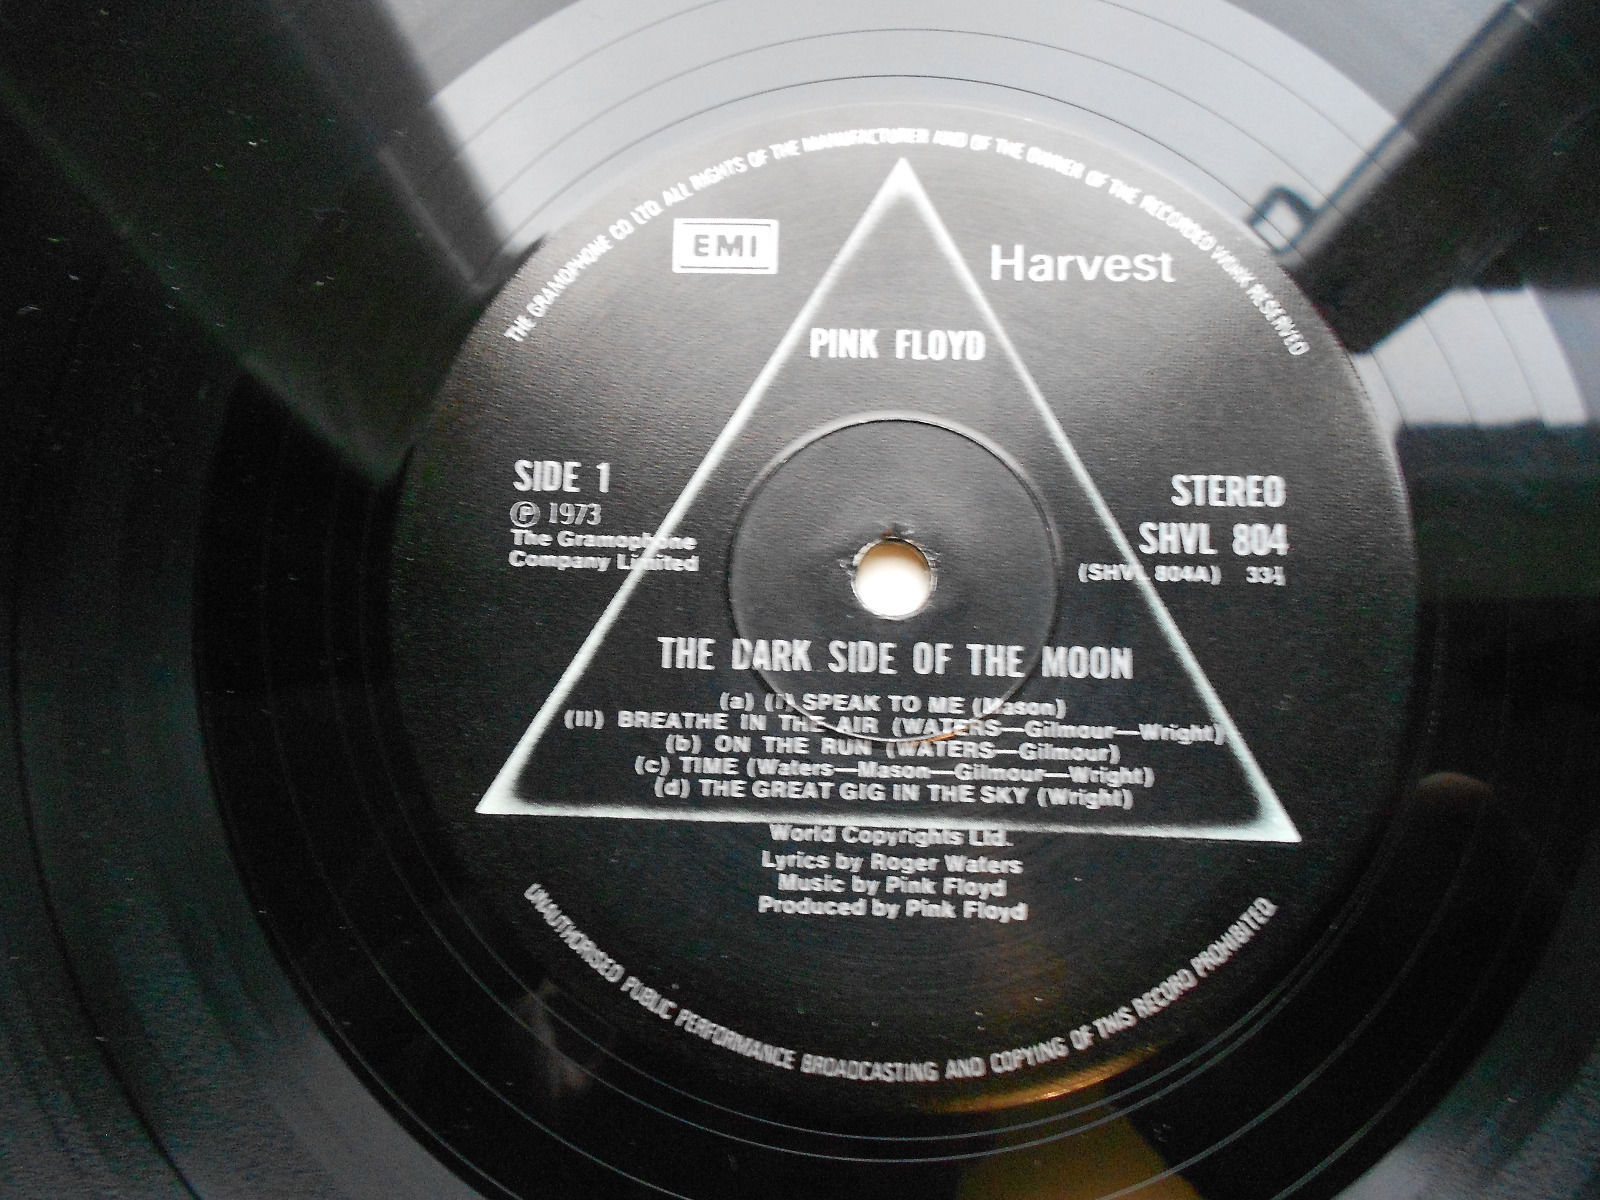 THE GRAMOPHONE CO LTD. ALL RIGHTS OF THE MANUFACTURER AND OF THE OWNER OF THE RECORDED WORK RESERVED
EMI
Harvest
PINK FLOYD
SIDE 1
Ⓟ 1973
The Gramophone
Company Limited
STEREO
SHVL 804
(SHVL 804A) 33⅓
THE DARK SIDE OF THE MOON
(a) (I) SPEAK TO ME (Mason)
(II) BREATHE IN THE AIR (WATERS—Gilmour—Wright)
(b) ON THE RUN (WATERS—Gilmour)
(c) TIME (Waters—Mason—Gilmour—Wright)
(d) THE GREAT GIG IN THE SKY (Wright)
World Copyrights Ltd.
Lyrics by Roger Waters
Music by Pink Floyd
Produced by Pink Floyd
UNAUTHORISED PUBLIC PERFORMANCE BROADCASTING AND COPYING OF THIS RECORD PROHIBITED